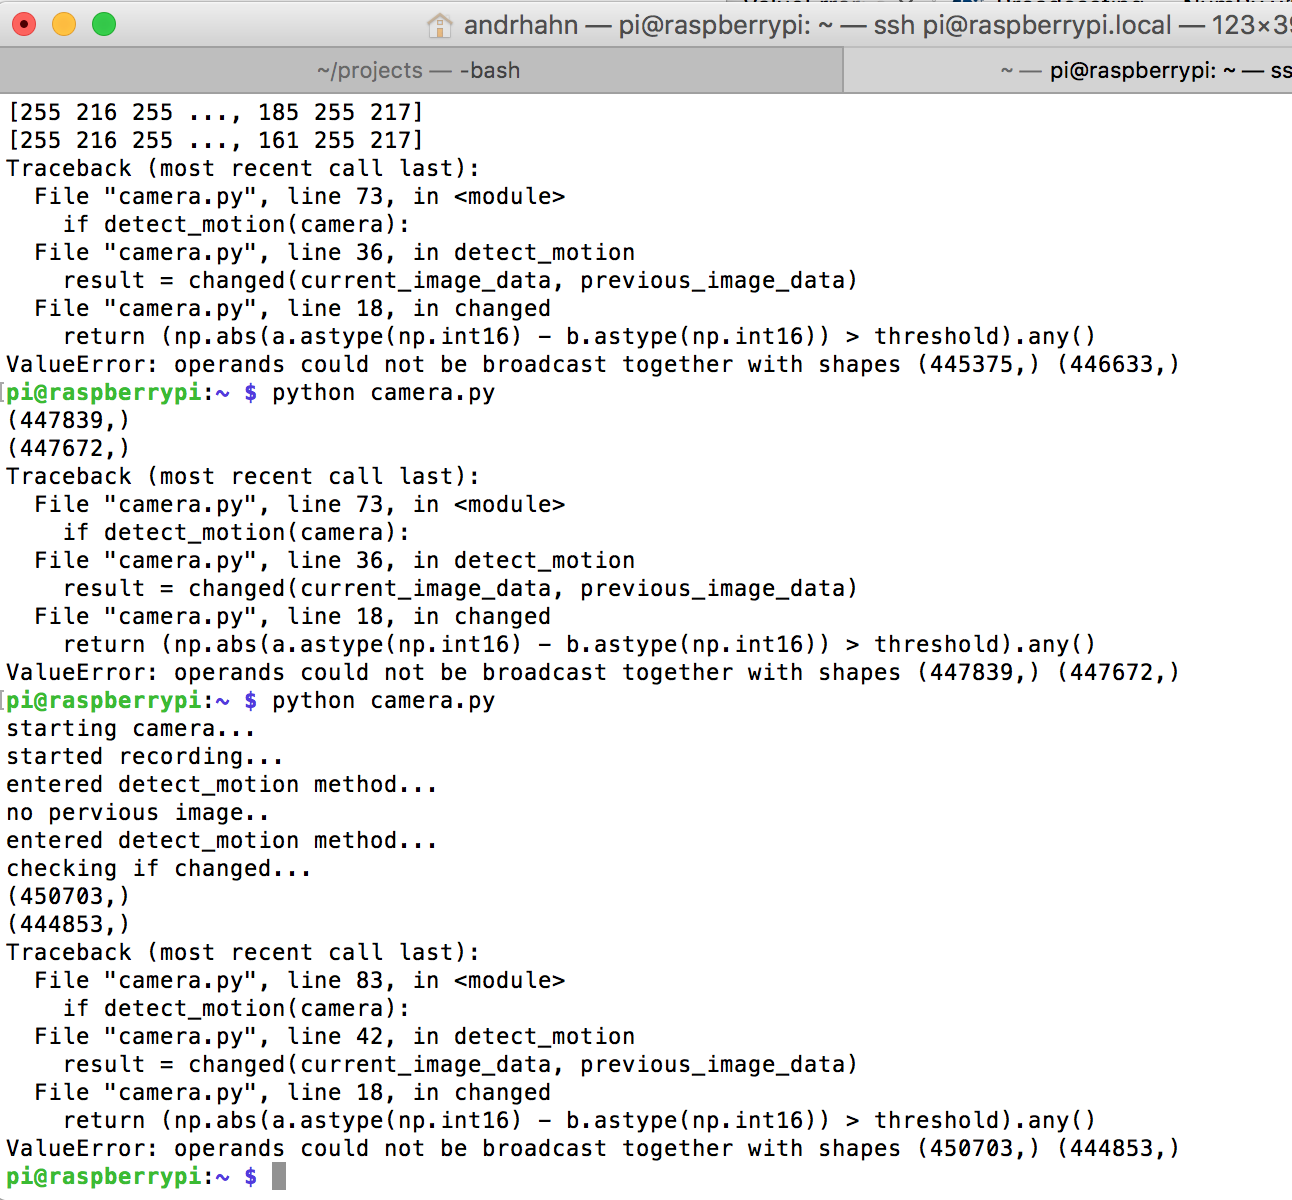 andrhahn — pi@raspberrypi: ~ — ssh pi@raspberrypi.local — 123×39
~/projects — -bash
~ — pi@raspberrypi: ~ — ss
[255 216 255 ..., 185 255 217]
[255 216 255 ..., 161 255 217]
Traceback (most recent call last):
  File "camera.py", line 73, in <module>
    if detect_motion(camera):
  File "camera.py", line 36, in detect_motion
    result = changed(current_image_data, previous_image_data)
  File "camera.py", line 18, in changed
    return (np.abs(a.astype(np.int16) - b.astype(np.int16)) > threshold).any()
ValueError: operands could not be broadcast together with shapes (445375,) (446633,)
pi@raspberrypi:~ $ python camera.py
(447839,)
(447672,)
Traceback (most recent call last):
  File "camera.py", line 73, in <module>
    if detect_motion(camera):
  File "camera.py", line 36, in detect_motion
    result = changed(current_image_data, previous_image_data)
  File "camera.py", line 18, in changed
    return (np.abs(a.astype(np.int16) - b.astype(np.int16)) > threshold).any()
ValueError: operands could not be broadcast together with shapes (447839,) (447672,)
pi@raspberrypi:~ $ python camera.py
starting camera...
started recording...
entered detect_motion method...
no pervious image..
entered detect_motion method...
checking if changed...
(450703,)
(444853,)
Traceback (most recent call last):
  File "camera.py", line 83, in <module>
    if detect_motion(camera):
  File "camera.py", line 42, in detect_motion
    result = changed(current_image_data, previous_image_data)
  File "camera.py", line 18, in changed
    return (np.abs(a.astype(np.int16) - b.astype(np.int16)) > threshold).any()
ValueError: operands could not be broadcast together with shapes (450703,) (444853,)
pi@raspberrypi:~ $